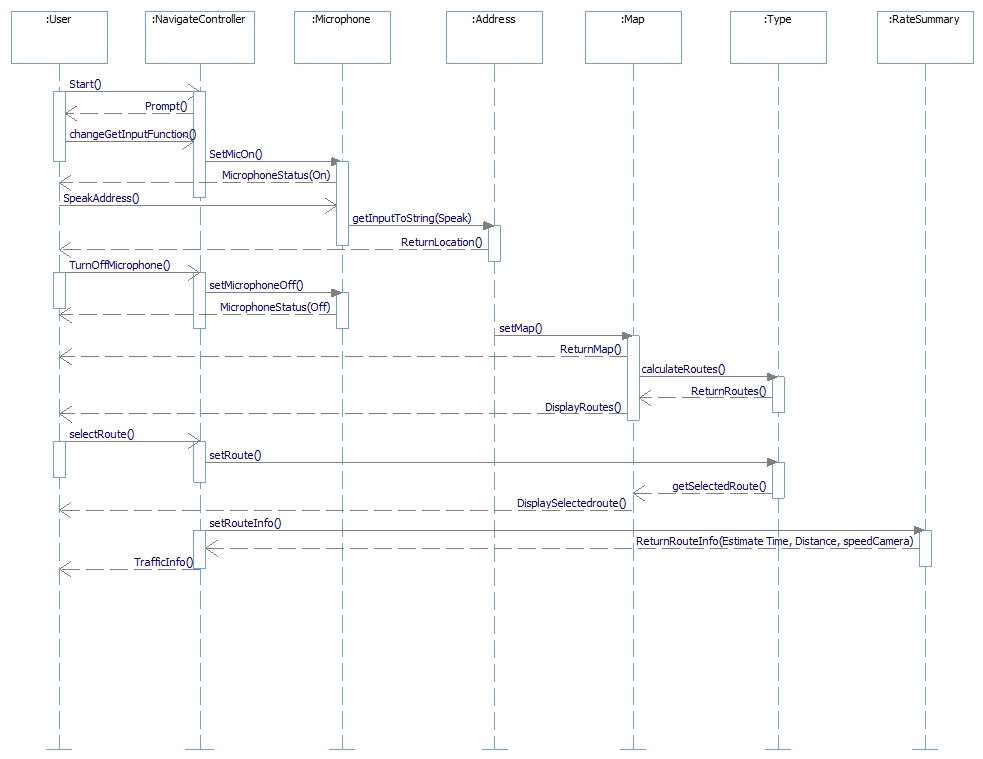 :User
:NavigateController
:Microphone
:Address
:Map
:Type
:RateSummary
Start()
Prompt()
changeGetInputFunction()
SetMicOn()
MicrophoneStatus(On)
SpeakAddress()
getInputToString(Speak)
ReturnLocation()
TurnOffMicrophone()
setMicrophoneOff()
MicrophoneStatus(Off)
setMap()
ReturnMap()
calculateRoutes()
ReturnRoutes()
DisplayRoutes()
selectRoute()
setRoute()
getSelectedRoute()
DisplaySelectedroute()
setRouteInfo()
ReturnRouteInfo(Estimate Time, Distance, speedCamera)
TrafficInfo()